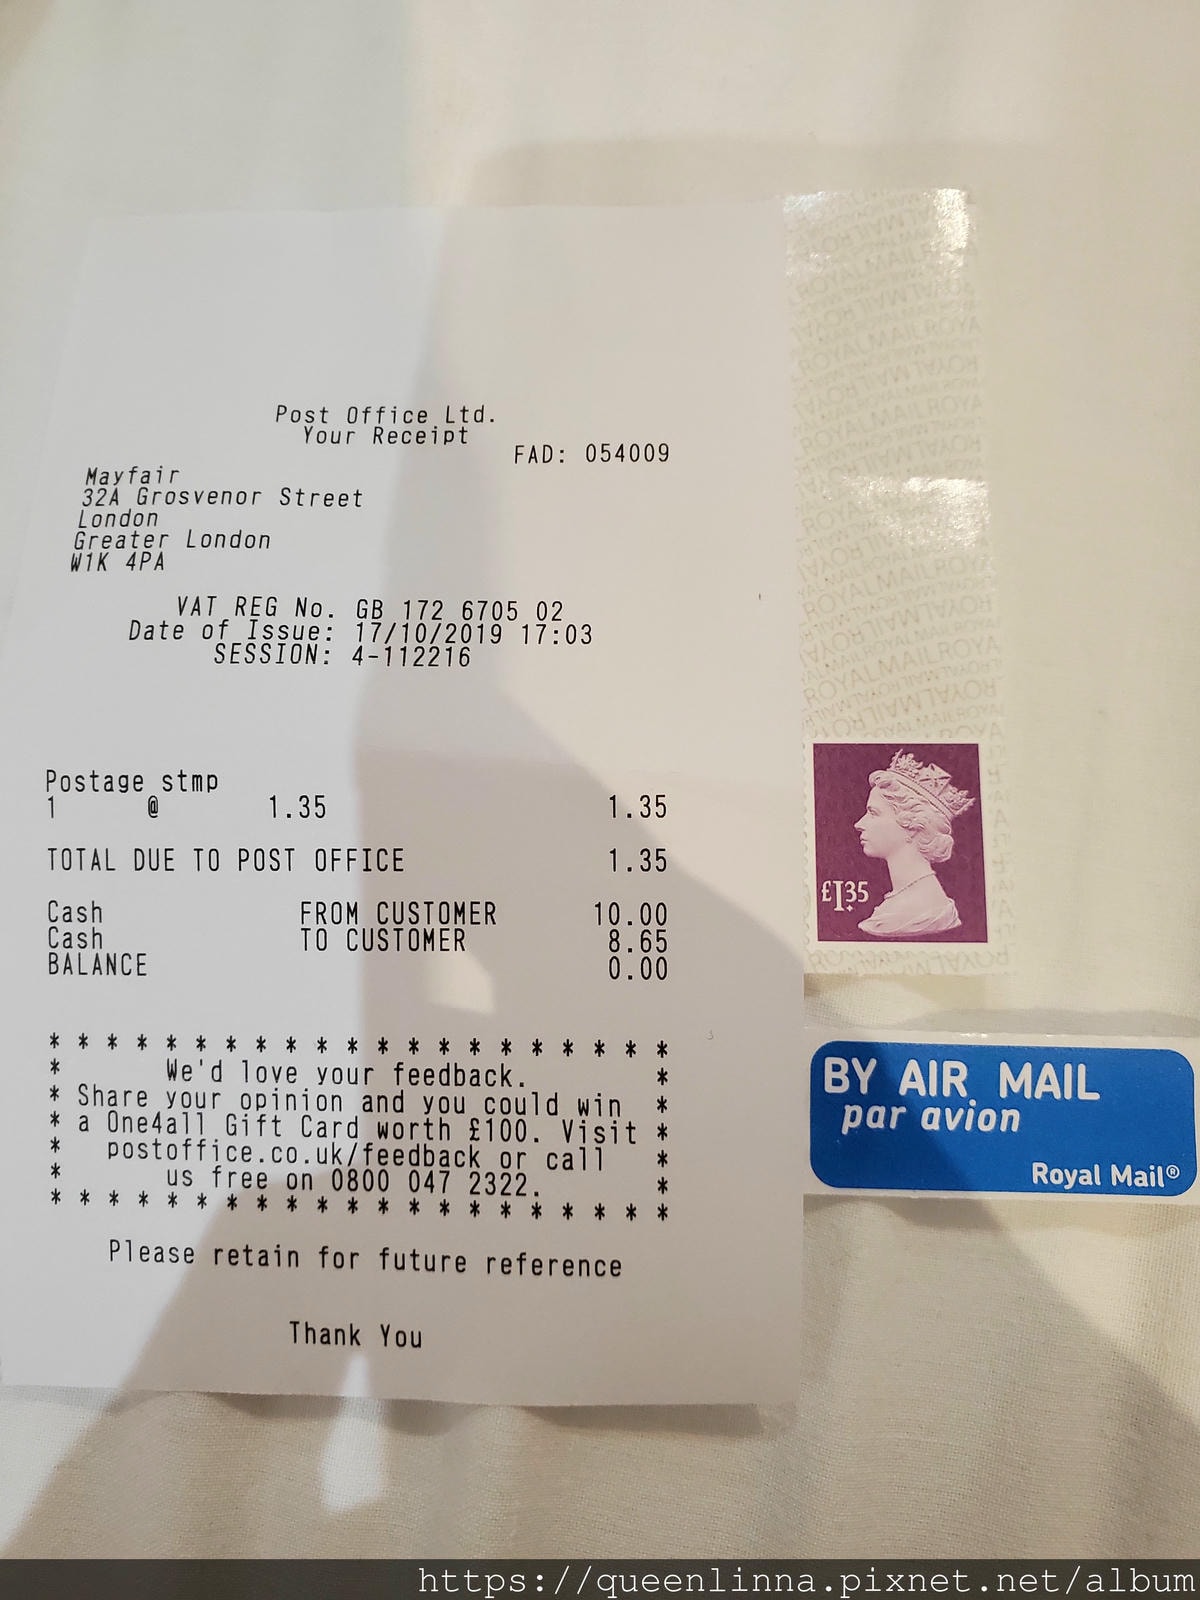 Post Office Ltd.
Your Receipt
FAD: 054009
Mayfair
32A Grosvenor Street
London
Greater London
W1K 4PA
VAT REG No. GB 172 6705 02
Date of Issue: 17/10/2019 17:03
SESSION: 4-112216
Postage stmp
1 @ 1.35 1.35
TOTAL DUE TO POST OFFICE 1.35
Cash FROM CUSTOMER 10.00
Cash TO CUSTOMER 8.65
BALANCE 0.00
* * * * * * * * * * * * * * * * * * * * *
* We'd love your feedback. *
* Share your opinion and you could win *
* a One4all Gift Card worth £100. Visit *
* postoffice.co.uk/feedback or call *
* us free on 0800 047 2322. *
* * * * * * * * * * * * * * * * * * * * *
Please retain for future reference
Thank You
£1.35
BY AIR MAIL
par avion
Royal Mail®
https://queenlinna.pixnet.net/album